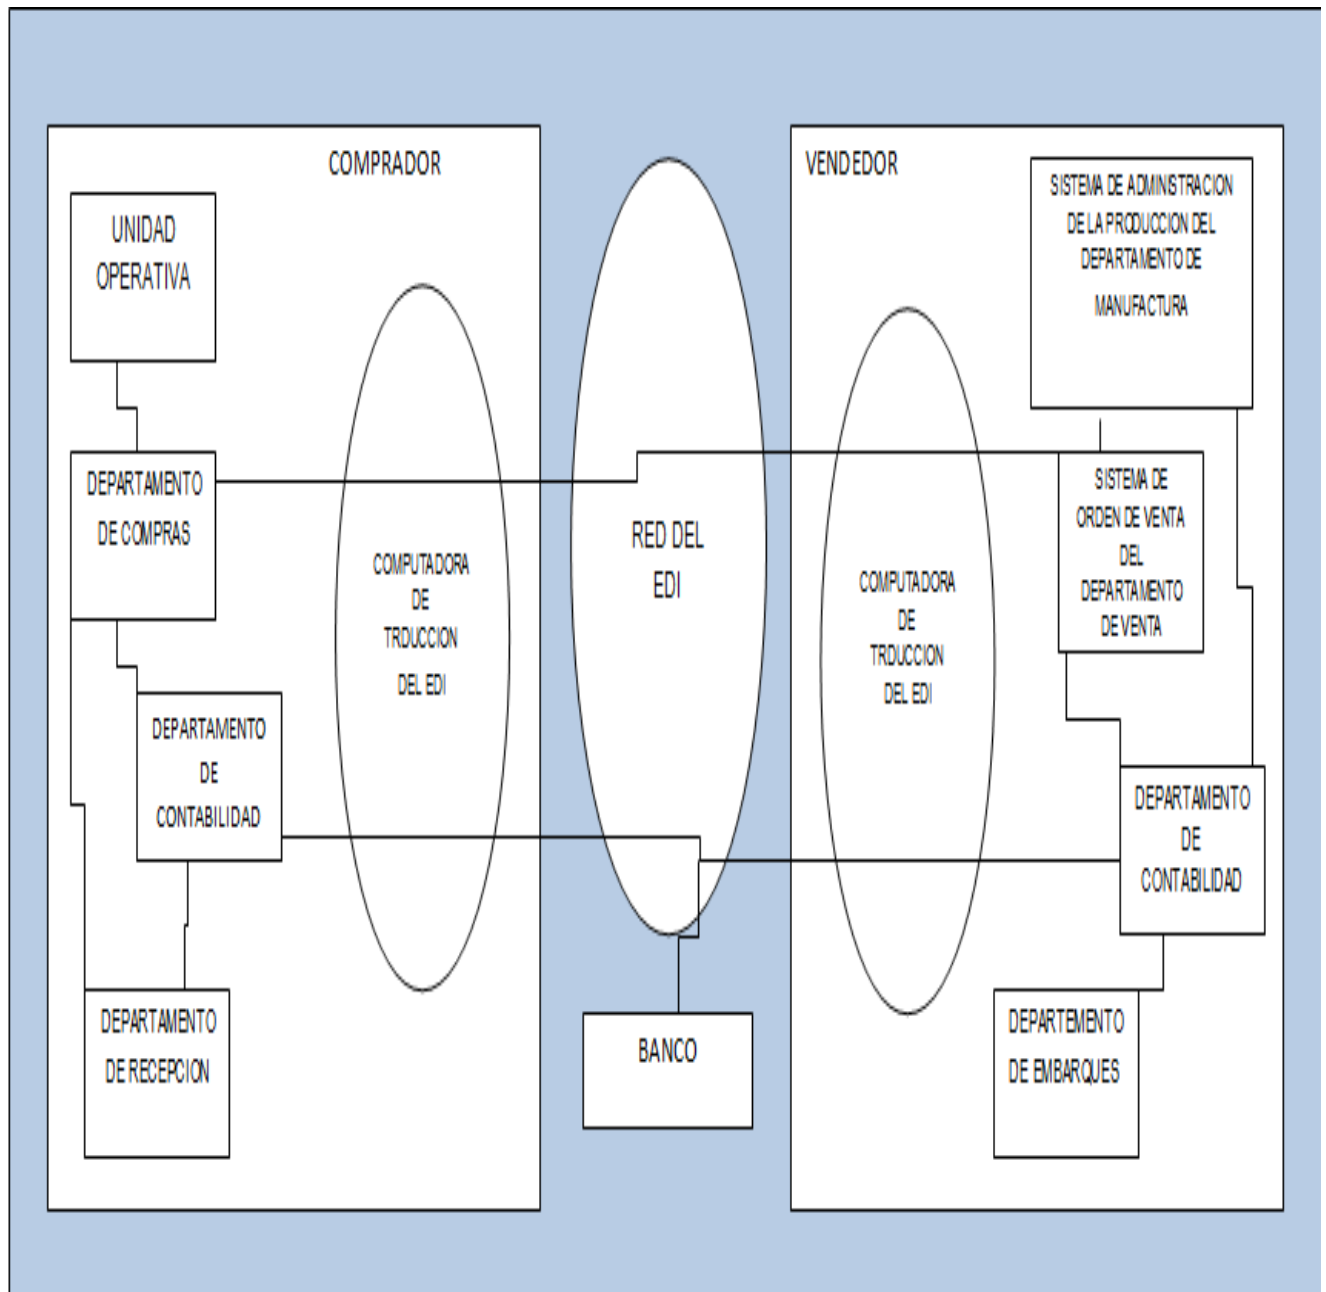 COMPRADOR
UNIDAD
OPERATIVA
DEPARTAMENTO
DE COMPRAS
DEPARTAMENTO
DE
CONTABILIDAD
DEPARTAMENTO
DE RECEPCION
COMPUTADORA
DE
TRDUCCION
DEL EDI
RED DEL
EDI
BANCO
VENDEDOR
SISTEMA DE ADMINISTRACION
DE LA PRODUCCION DEL
DEPARTAMENTO DE
MANUFACTURA
COMPUTADORA
DE
TRDUCCION
DEL EDI
SISTEMA DE
ORDEN DE VENTA
DEL
DEPARTAMENTO
DE VENTA
DEPARTAMENTO
DE
CONTABILIDAD
DEPARTEMENTO
DE EMBARQUES